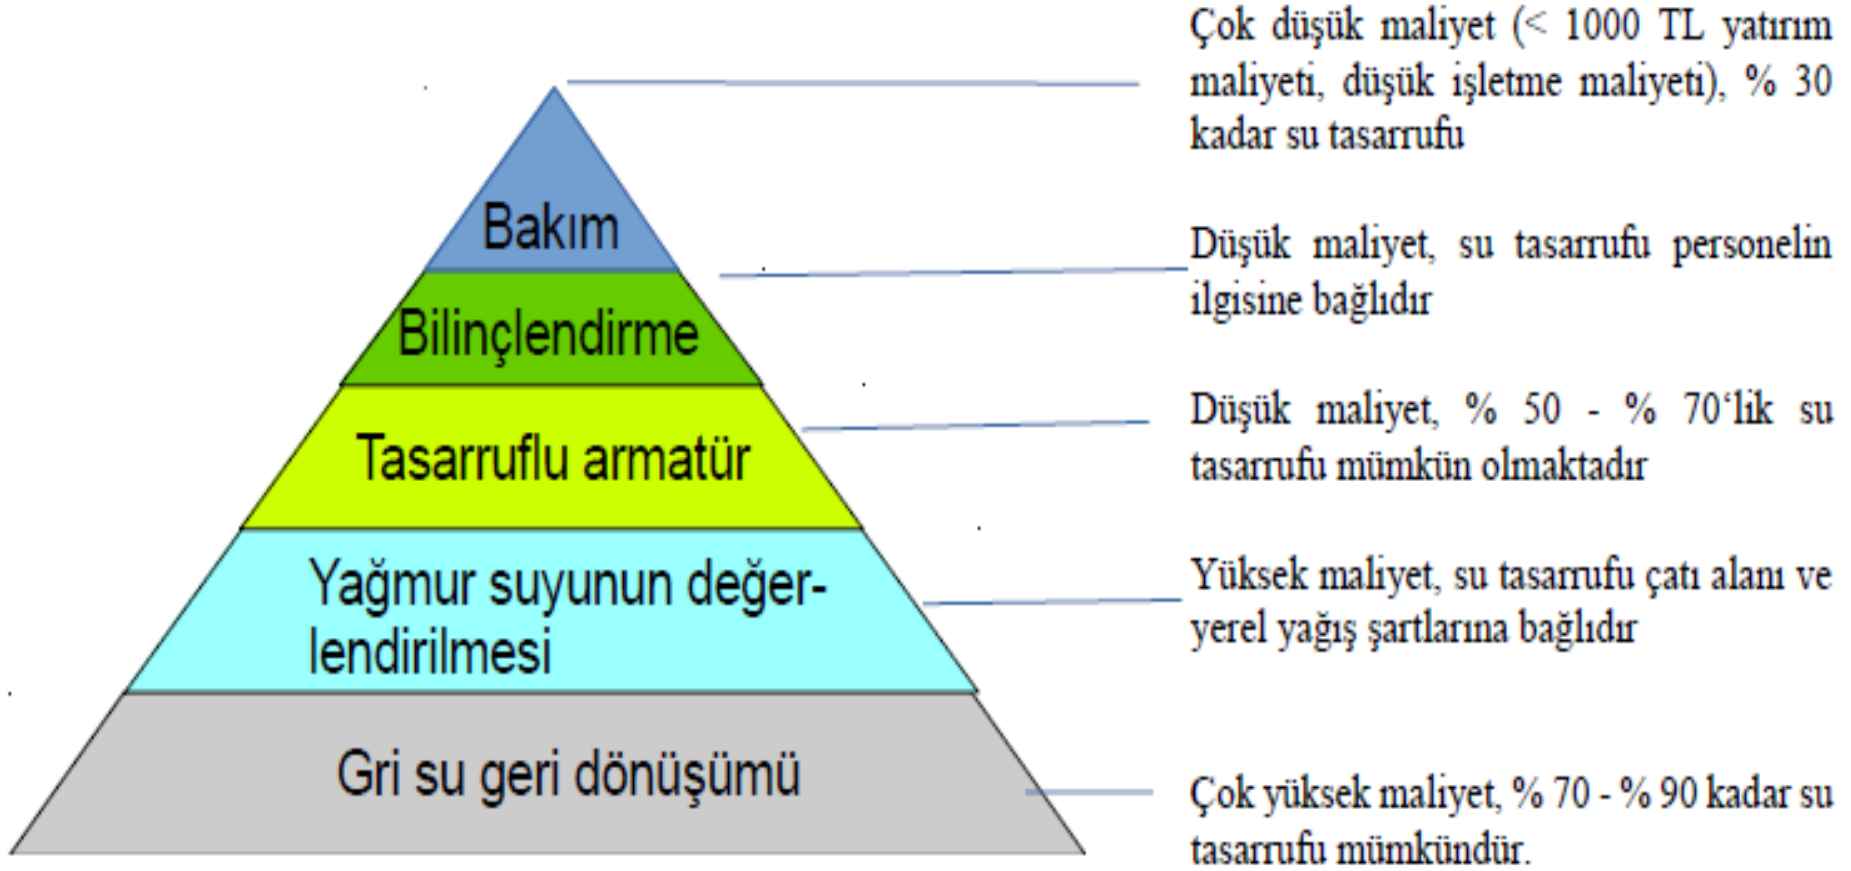 Bakım
Bilinçlendirme
Tasarruflu armatür
Yağmur suyunun değer-
lendirilmesi
Gri su geri dönüşümü
Çok düşük maliyet (< 1000 TL yatırım
maliyeti, düşük işletme maliyeti), % 30
kadar su tasarrufu
Düşük maliyet, su tasarrufu personelin
ilgisine bağlıdır
Düşük maliyet, % 50 - % 70‘lik su
tasarrufu mümkün olmaktadır
Yüksek maliyet, su tasarrufu çatı alanı ve
yerel yağış şartlarına bağlıdır
Çok yüksek maliyet, % 70 - % 90 kadar su
tasarrufu mümkündür.